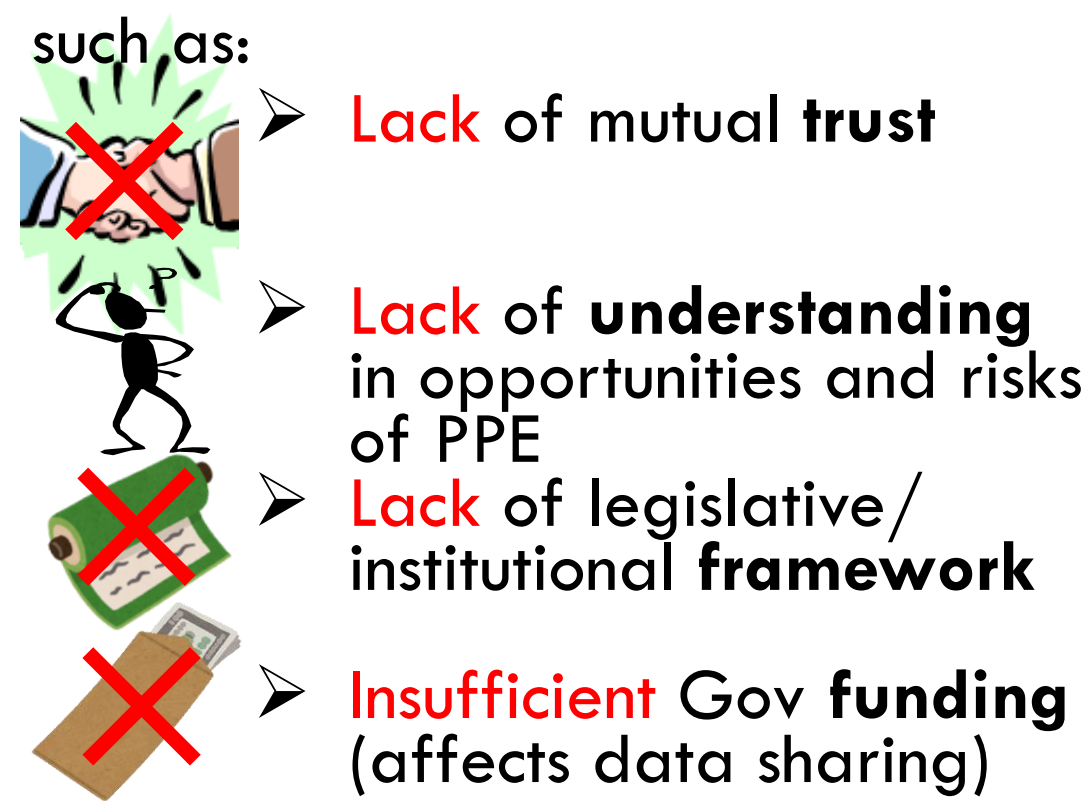 such as:
➢ Lack of mutual trust
➢ Lack of understanding
in opportunities and risks
of PPE
➢ Lack of legislative/
institutional framework
➢ Insufficient Gov funding
(affects data sharing)